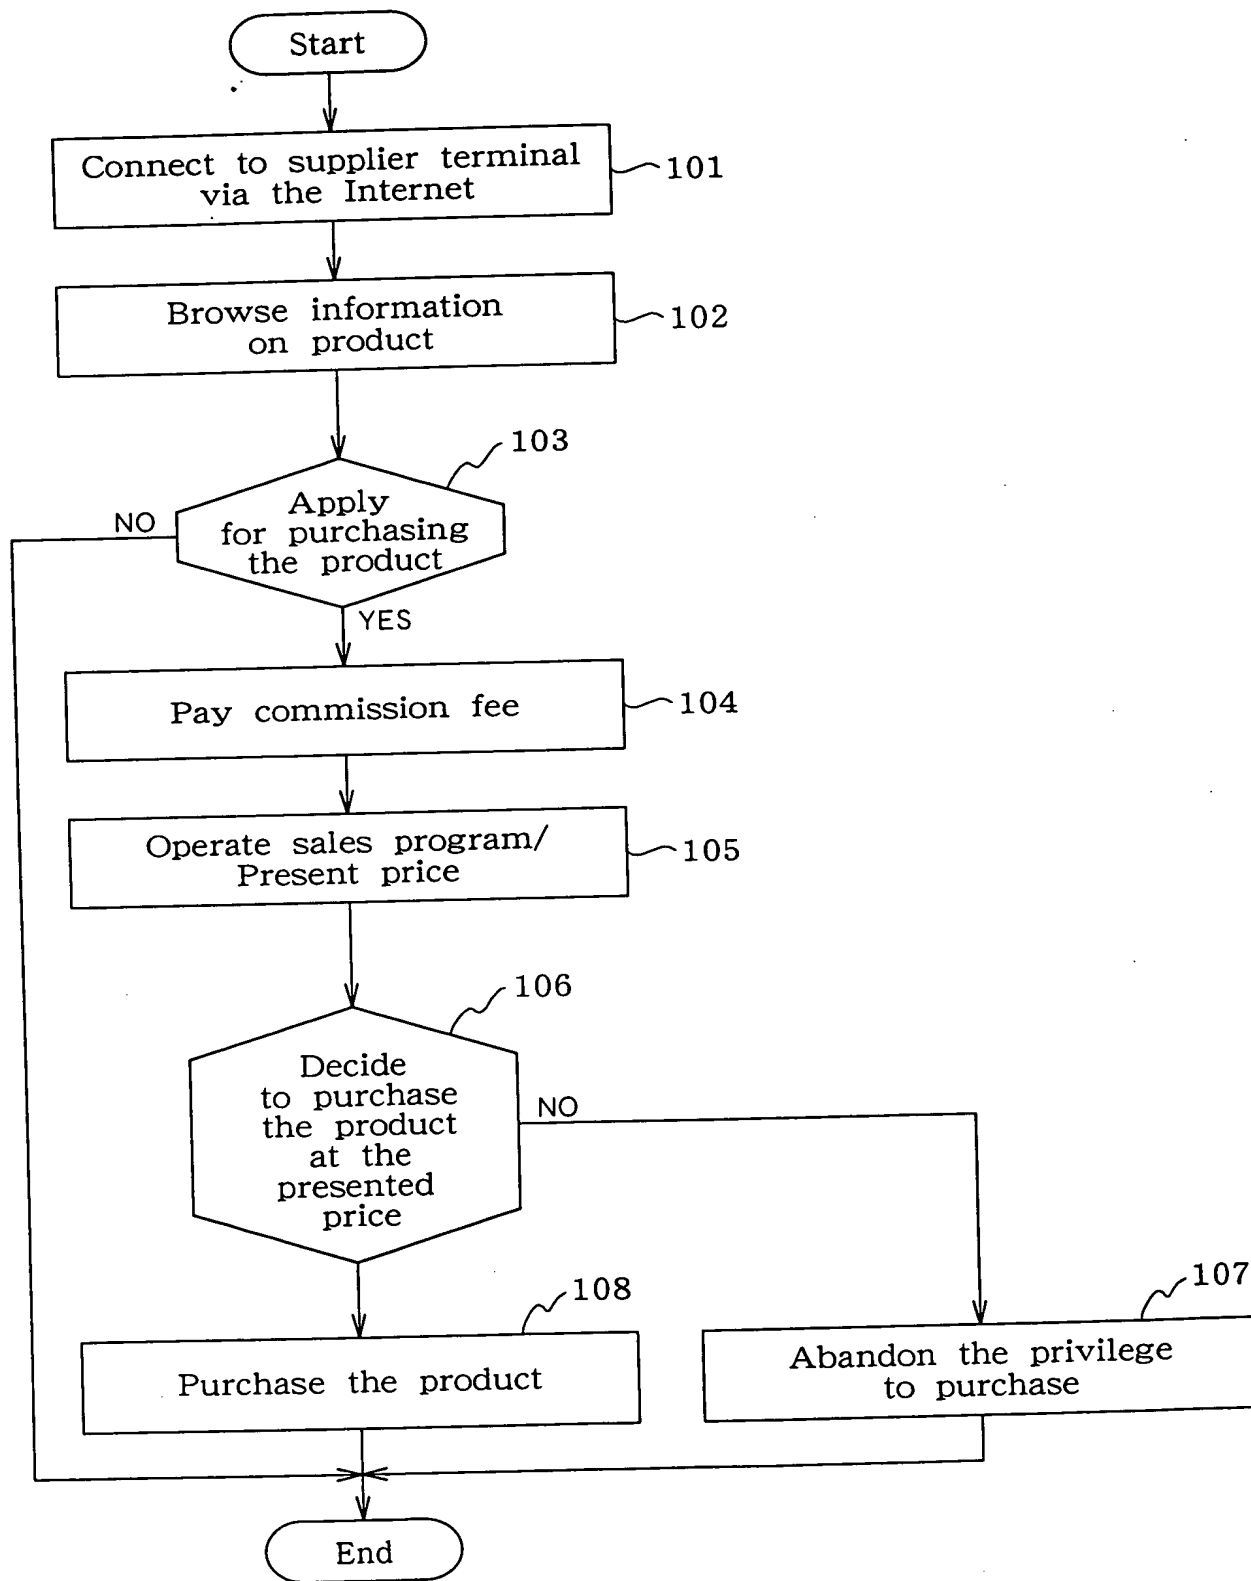 Start
Connect to supplier terminal
via the Internet
101
Browse information
on product
102
103
Apply
for purchasing
the product
NO
YES
Pay commission fee
104
Operate sales program/
Present price
105
106
Decide
to purchase
the product
at the
presented
price
NO
108
Purchase the product
107
Abandon the privilege
to purchase
End